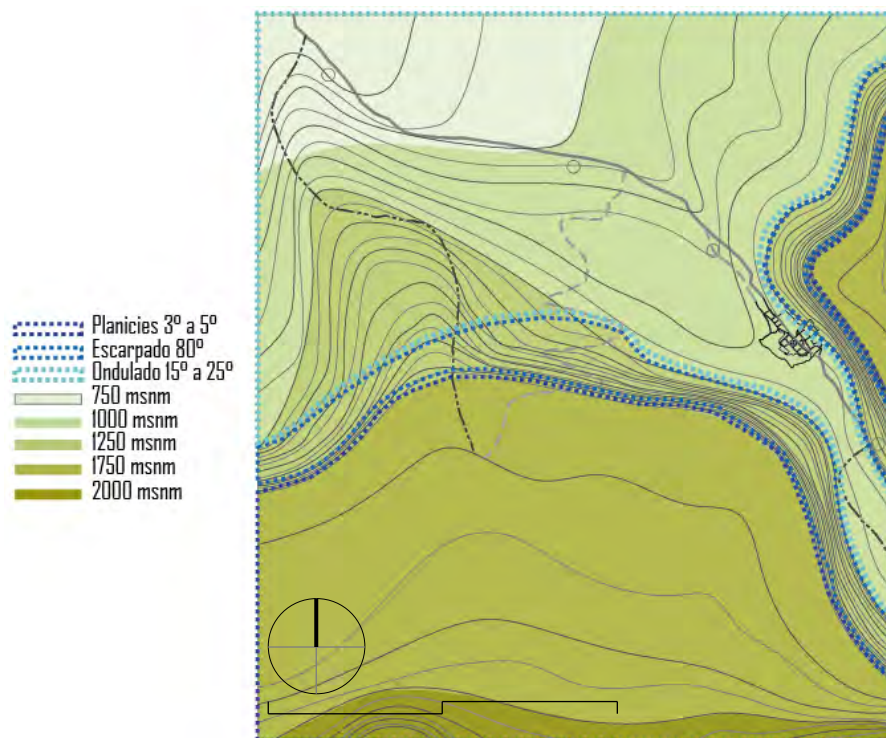 Planicies 3º a 5º
Escarpado 80º
Ondulado 15º a 25º
750 msnm
1000 msnm
1250 msnm
1750 msnm
2000 msnm